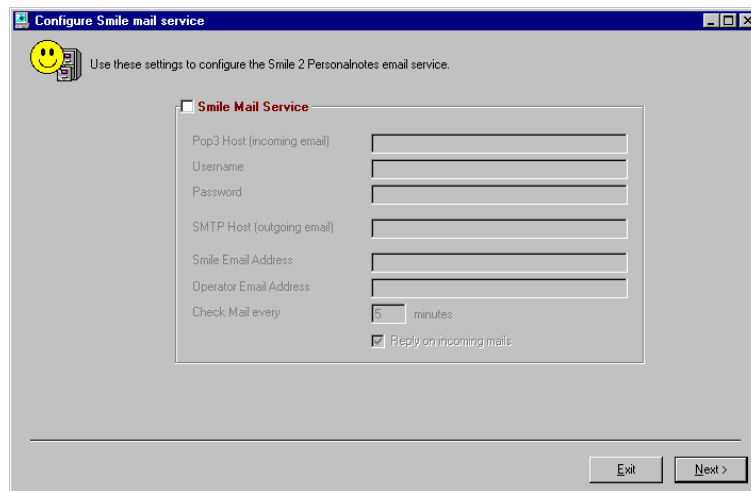 Configure Smile mail service
Use these settings to configure the Smile 2 Personalnotes email service.
Smile Mail Service
Pop3 Host (incoming email)
Username
Password
SMTP Host (outgoing email)
Smile Email Address
Operator Email Address
Check Mail every 5 minutes
Reply on incoming mails
Exit Next >